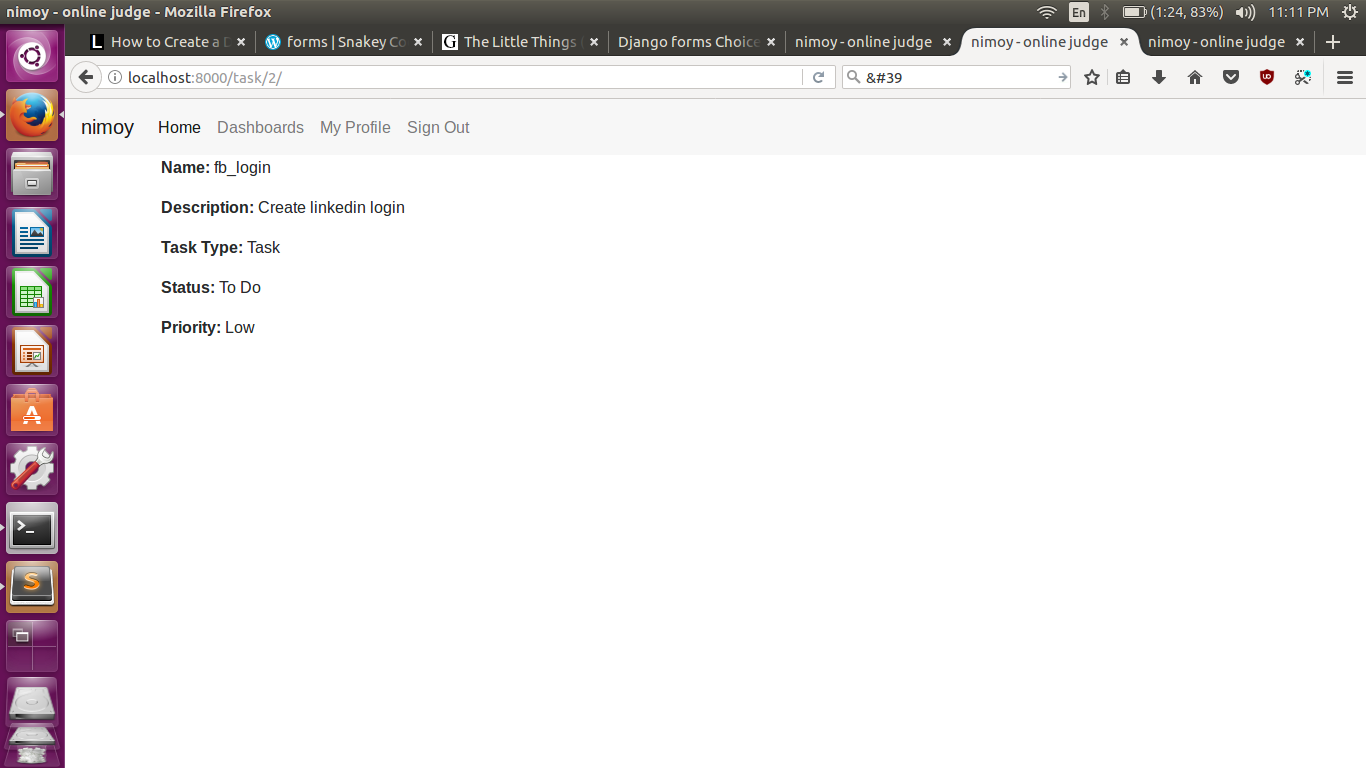 nimoy - online judge - Mozilla Firefox
En (1:24, 83%) 11:11 PM
L How to Create a D forms | Snakey Co G The Little Things ( Django forms Choice nimoy - online judge nimoy - online judge nimoy - online judge
localhost:8000/task/2/ &#39
nimoy Home Dashboards My Profile Sign Out
Name: fb_login
Description: Create linkedin login
Task Type: Task
Status: To Do
Priority: Low